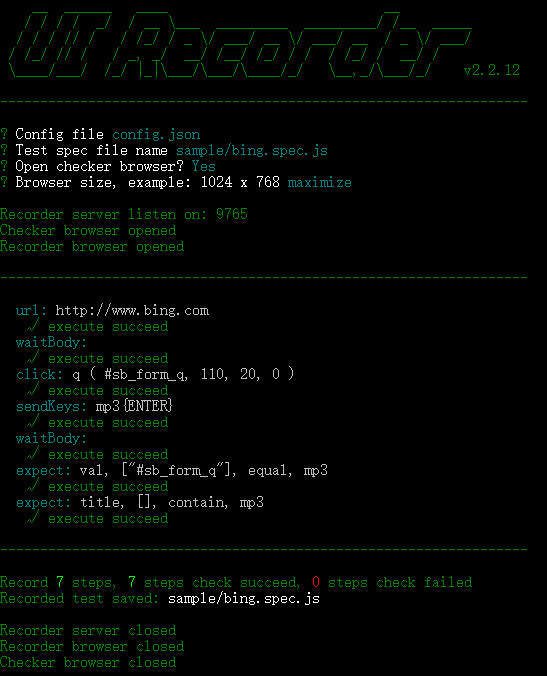 UI Recorder v2.2.12
------------------------------------------------------------------
? Config file config.json
? Test spec file name sample/bing.spec.js
? Open checker browser? Yes
? Browser size, example: 1024 x 768 maximize
Recorder server listen on: 9765
Checker browser opened
Recorder browser opened
------------------------------------------------------------------
url: http://www.bing.com
√ execute succeed
waitBody:
√ execute succeed
click: q ( #sb_form_q, 110, 20, 0 )
√ execute succeed
sendKeys: mp3{ENTER}
√ execute succeed
waitBody:
√ execute succeed
expect: val, ["#sb_form_q"], equal, mp3
√ execute succeed
expect: title, [], contain, mp3
√ execute succeed
------------------------------------------------------------------
Record 7 steps, 7 steps check succeed, 0 steps check failed
Recorded test saved: sample/bing.spec.js
Recorder server closed
Recorder browser closed
Checker browser closed